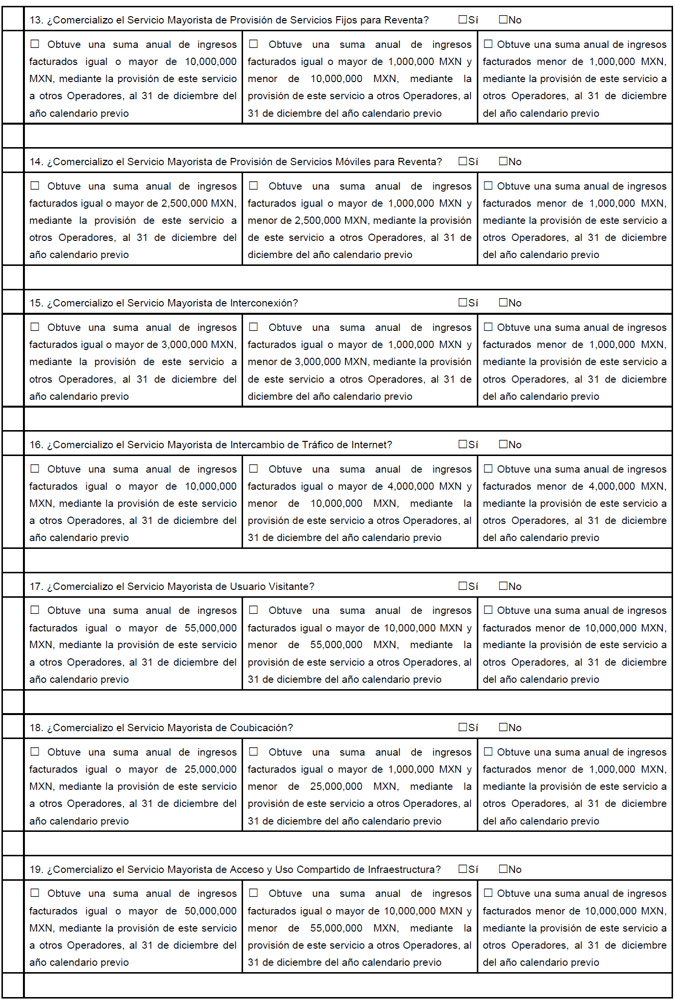 13. ¿Comercializo el Servicio Mayorista de Provisión de Servicios Fijos para Reventa? ☐Sí ☐No
☐ Obtuve una suma anual de ingresos
facturados igual o mayor de 10,000,000
MXN, mediante la provisión de este servicio
a otros Operadores, al 31 de diciembre del
año calendario previo
☐ Obtuve una suma anual de ingresos
facturados igual o mayor de 1,000,000 MXN y
menor de 10,000,000 MXN, mediante la
provisión de este servicio a otros Operadores, al
31 de diciembre del año calendario previo
☐ Obtuve una suma anual de ingresos
facturados menor de 1,000,000 MXN,
mediante la provisión de este servicio a
otros Operadores, al 31 de diciembre
del año calendario previo
14. ¿Comercializo el Servicio Mayorista de Provisión de Servicios Móviles para Reventa? ☐Sí ☐No
☐ Obtuve una suma anual de ingresos
facturados igual o mayor de 2,500,000 MXN,
mediante la provisión de este servicio a
otros Operadores, al 31 de diciembre del
año calendario previo
☐ Obtuve una suma anual de ingresos
facturados igual o mayor de 1,000,000 MXN y
menor de 2,500,000 MXN, mediante la provisión
de este servicio a otros Operadores, al 31 de
diciembre del año calendario previo
☐ Obtuve una suma anual de ingresos
facturados menor de 1,000,000 MXN,
mediante la provisión de este servicio a
otros Operadores, al 31 de diciembre
del año calendario previo
15. ¿Comercializo el Servicio Mayorista de Interconexión? ☐Sí ☐No
☐ Obtuve una suma anual de ingresos
facturados igual o mayor de 3,000,000 MXN,
mediante la provisión de este servicio a
otros Operadores, al 31 de diciembre del
año calendario previo
☐ Obtuve una suma anual de ingresos
facturados igual o mayor de 1,000,000 MXN y
menor de 3,000,000 MXN, mediante la provisión
de este servicio a otros Operadores, al 31 de
diciembre del año calendario previo
☐ Obtuve una suma anual de ingresos
facturados menor de 1,000,000 MXN,
mediante la provisión de este servicio a
otros Operadores, al 31 de diciembre
del año calendario previo
16. ¿Comercializo el Servicio Mayorista de Intercambio de Tráfico de Internet? ☐Sí ☐No
☐ Obtuve una suma anual de ingresos
facturados igual o mayor de 10,000,000
MXN, mediante la provisión de este servicio
a otros Operadores, al 31 de diciembre del
año calendario previo
☐ Obtuve una suma anual de ingresos
facturados igual o mayor de 4,000,000 MXN y
menor de 10,000,000 MXN, mediante la
provisión de este servicio a otros Operadores, al
31 de diciembre del año calendario previo
☐ Obtuve una suma anual de ingresos
facturados menor de 4,000,000 MXN,
mediante la provisión de este servicio a
otros Operadores, al 31 de diciembre
del año calendario previo
17. ¿Comercializo el Servicio Mayorista de Usuario Visitante? ☐Sí ☐No
☐ Obtuve una suma anual de ingresos
facturados igual o mayor de 55,000,000
MXN, mediante la provisión de este servicio
a otros Operadores, al 31 de diciembre del
año calendario previo
☐ Obtuve una suma anual de ingresos
facturados igual o mayor de 10,000,000 MXN y
menor de 55,000,000 MXN, mediante la
provisión de este servicio a otros Operadores, al
31 de diciembre del año calendario previo
☐ Obtuve una suma anual de ingresos
facturados menor de 10,000,000 MXN,
mediante la provisión de este servicio a
otros Operadores, al 31 de diciembre
del año calendario previo
18. ¿Comercializo el Servicio Mayorista de Coubicación? ☐Sí ☐No
☐ Obtuve una suma anual de ingresos
facturados igual o mayor de 25,000,000
MXN, mediante la provisión de este servicio
a otros Operadores, al 31 de diciembre del
año calendario previo
☐ Obtuve una suma anual de ingresos
facturados igual o mayor de 1,000,000 MXN y
menor de 25,000,000 MXN, mediante la
provisión de este servicio a otros Operadores, al
31 de diciembre del año calendario previo
☐ Obtuve una suma anual de ingresos
facturados menor de 1,000,000 MXN,
mediante la provisión de este servicio a
otros Operadores, al 31 de diciembre
del año calendario previo
19. ¿Comercializo el Servicio Mayorista de Acceso y Uso Compartido de Infraestructura? ☐Sí ☐No
☐ Obtuve una suma anual de ingresos
facturados igual o mayor de 50,000,000
MXN, mediante la provisión de este servicio
a otros Operadores, al 31 de diciembre del
año calendario previo
☐ Obtuve una suma anual de ingresos
facturados igual o mayor de 10,000,000 MXN y
menor de 55,000,000 MXN, mediante la
provisión de este servicio a otros Operadores, al
31 de diciembre del año calendario previo
☐ Obtuve una suma anual de ingresos
facturados menor de 10,000,000 MXN,
mediante la provisión de este servicio a
otros Operadores, al 31 de diciembre
del año calendario previo